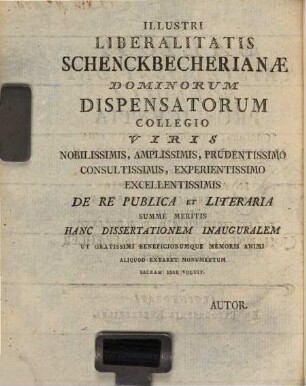 ILLUSTRI
LIBERALITATIS
SCHENCKBECHERIANÆ
DOMINORUM
DISPENSATORUM
COLLEGIO
VIRIS
NOBILISSIMIS, AMPLISSIMIS, PRUDENTISSIMO
CONSULTISSIMIS, EXPERIENTISSIMO
EXCELLENTISSIMIS
DE RE PUBLICA ET LITERARIA
SUMME MERITIS
HANC DISSERTATIONEM INAUGURALEM
UT GRATISSIMI BENEFICIORUMQUE MEMORIS ANIMI
ALIQUOD EXTARET MONUMENTUM
SACRAM ESSE VOLUIT.
AUTOR.